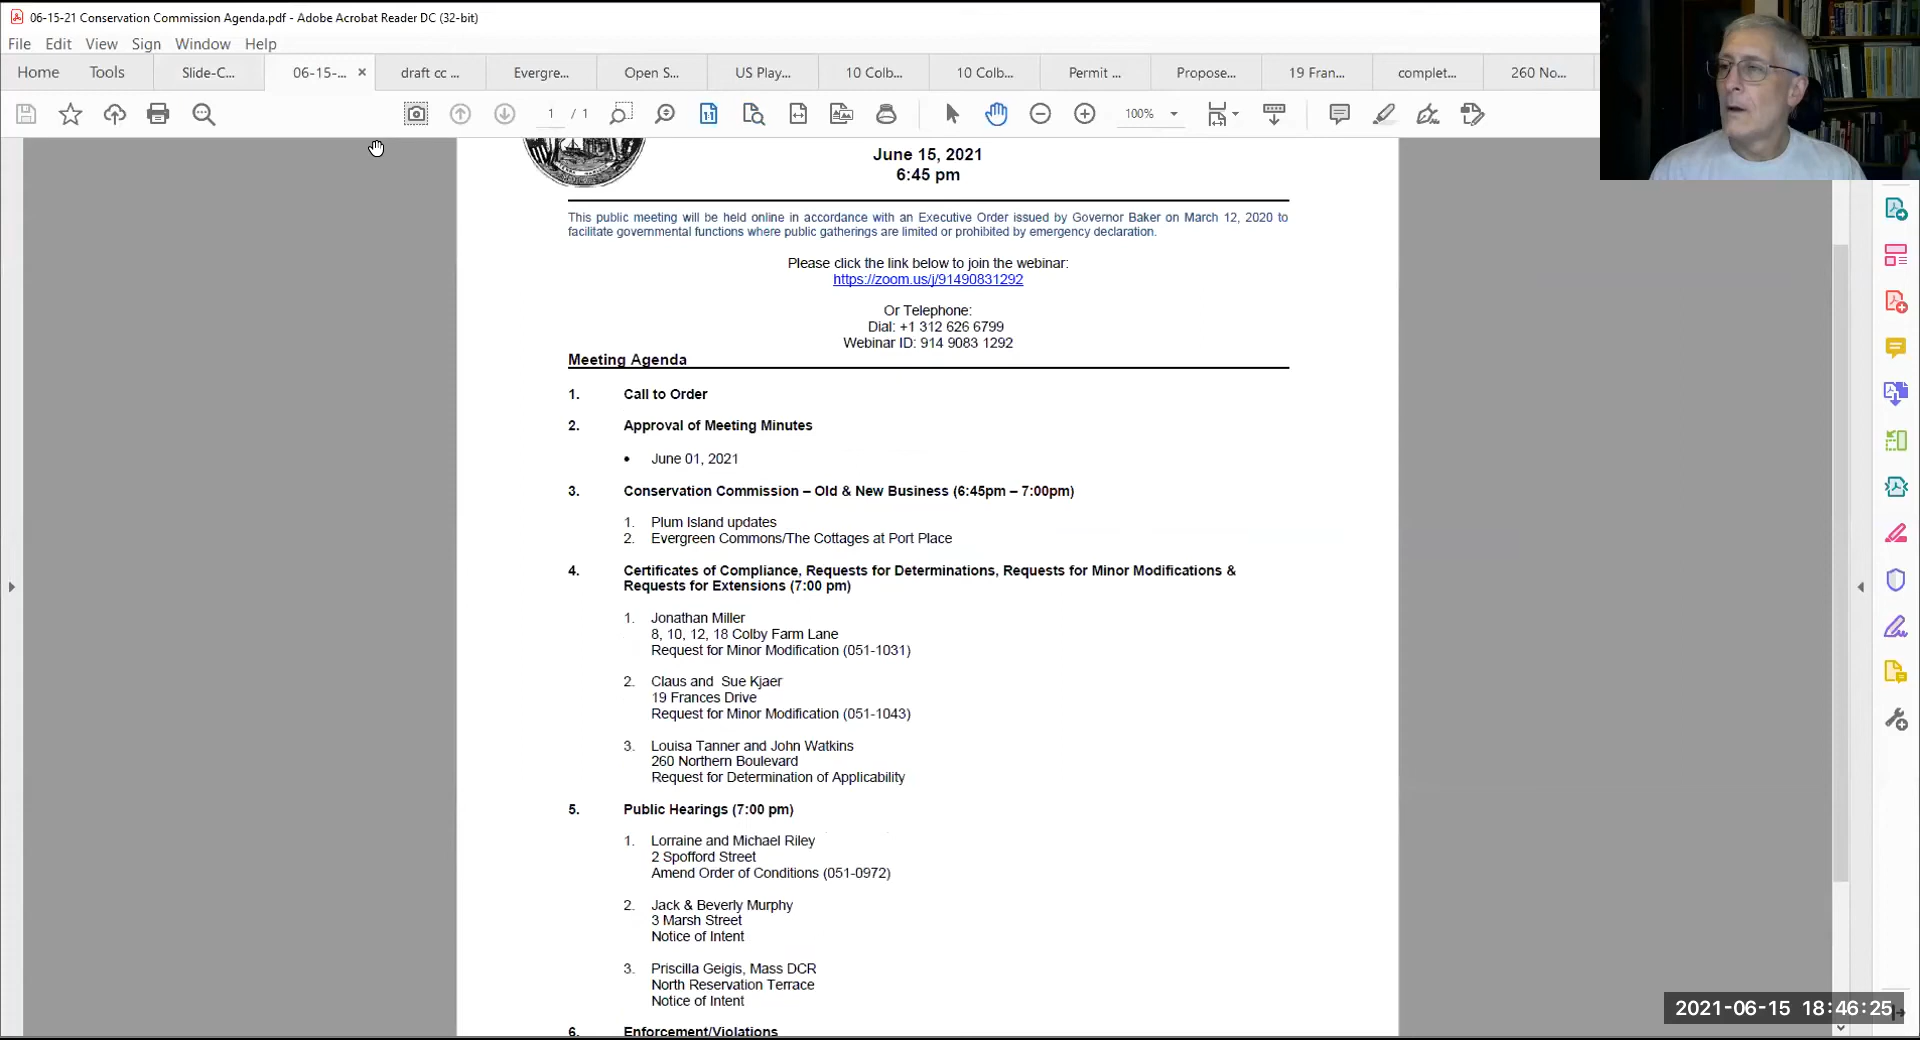 06-15-21 Conservation Commission Agenda.pdf - Adobe Acrobat Reader DC (32-bit)
File Edit View Sign Window Help
Home Tools Slide-C... 06-15-... × draft cc ... Evergre... Open S... US Play... 10 Colb... 10 Colb... Permit ... Propose... 19 Fran... complet... 260 No...
1 / 1 100%
June 15, 2021
6:45 pm
This public meeting will be held online in accordance with an Executive Order issued by Governor Baker on March 12, 2020 to
facilitate governmental functions where public gatherings are limited or prohibited by emergency declaration.
Please click the link below to join the webinar:
https://zoom.us/j/91490831292
Or Telephone:
Dial: +1 312 626 6799
Webinar ID: 914 9083 1292
Meeting Agenda
1. Call to Order
2. Approval of Meeting Minutes
• June 01, 2021
3. Conservation Commission – Old & New Business (6:45pm – 7:00pm)
1. Plum Island updates
2. Evergreen Commons/The Cottages at Port Place
4. Certificates of Compliance, Requests for Determinations, Requests for Minor Modifications &
Requests for Extensions (7:00 pm)
1. Jonathan Miller
8, 10, 12, 18 Colby Farm Lane
Request for Minor Modification (051-1031)
2. Claus and Sue Kjaer
19 Frances Drive
Request for Minor Modification (051-1043)
3. Louisa Tanner and John Watkins
260 Northern Boulevard
Request for Determination of Applicability
5. Public Hearings (7:00 pm)
1. Lorraine and Michael Riley
2 Spofford Street
Amend Order of Conditions (051-0972)
2. Jack & Beverly Murphy
3 Marsh Street
Notice of Intent
3. Priscilla Geigis, Mass DCR
North Reservation Terrace
Notice of Intent
6. Enforcement/Violations
2021-06-15 18:46:25